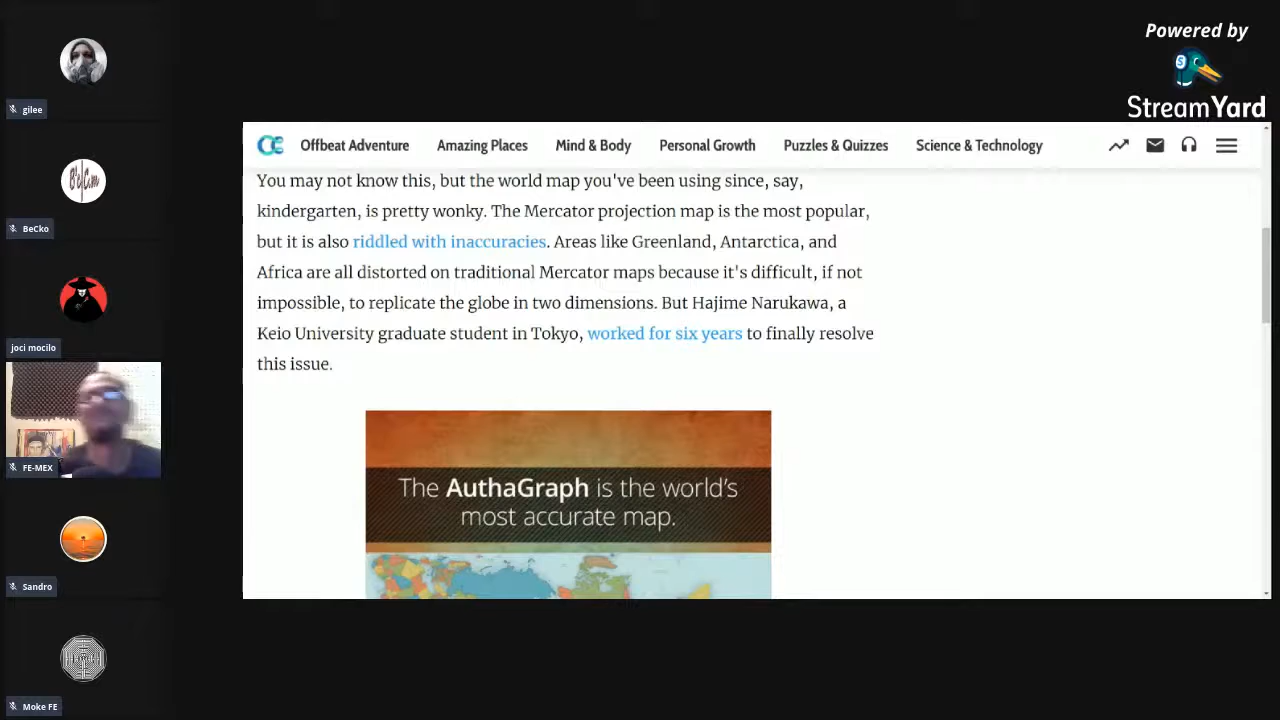 Powered by
StreamYard
gilee
BeCko
joci mocilo
FE-MEX
Sandro
Moke FE
Offbeat Adventure Amazing Places Mind & Body Personal Growth Puzzles & Quizzes Science & Technology
You may not know this, but the world map you've been using since, say,
kindergarten, is pretty wonky. The Mercator projection map is the most popular,
but it is also riddled with inaccuracies. Areas like Greenland, Antarctica, and
Africa are all distorted on traditional Mercator maps because it's difficult, if not
impossible, to replicate the globe in two dimensions. But Hajime Narukawa, a
Keio University graduate student in Tokyo, worked for six years to finally resolve
this issue.
The AuthaGraph is the world's
most accurate map.